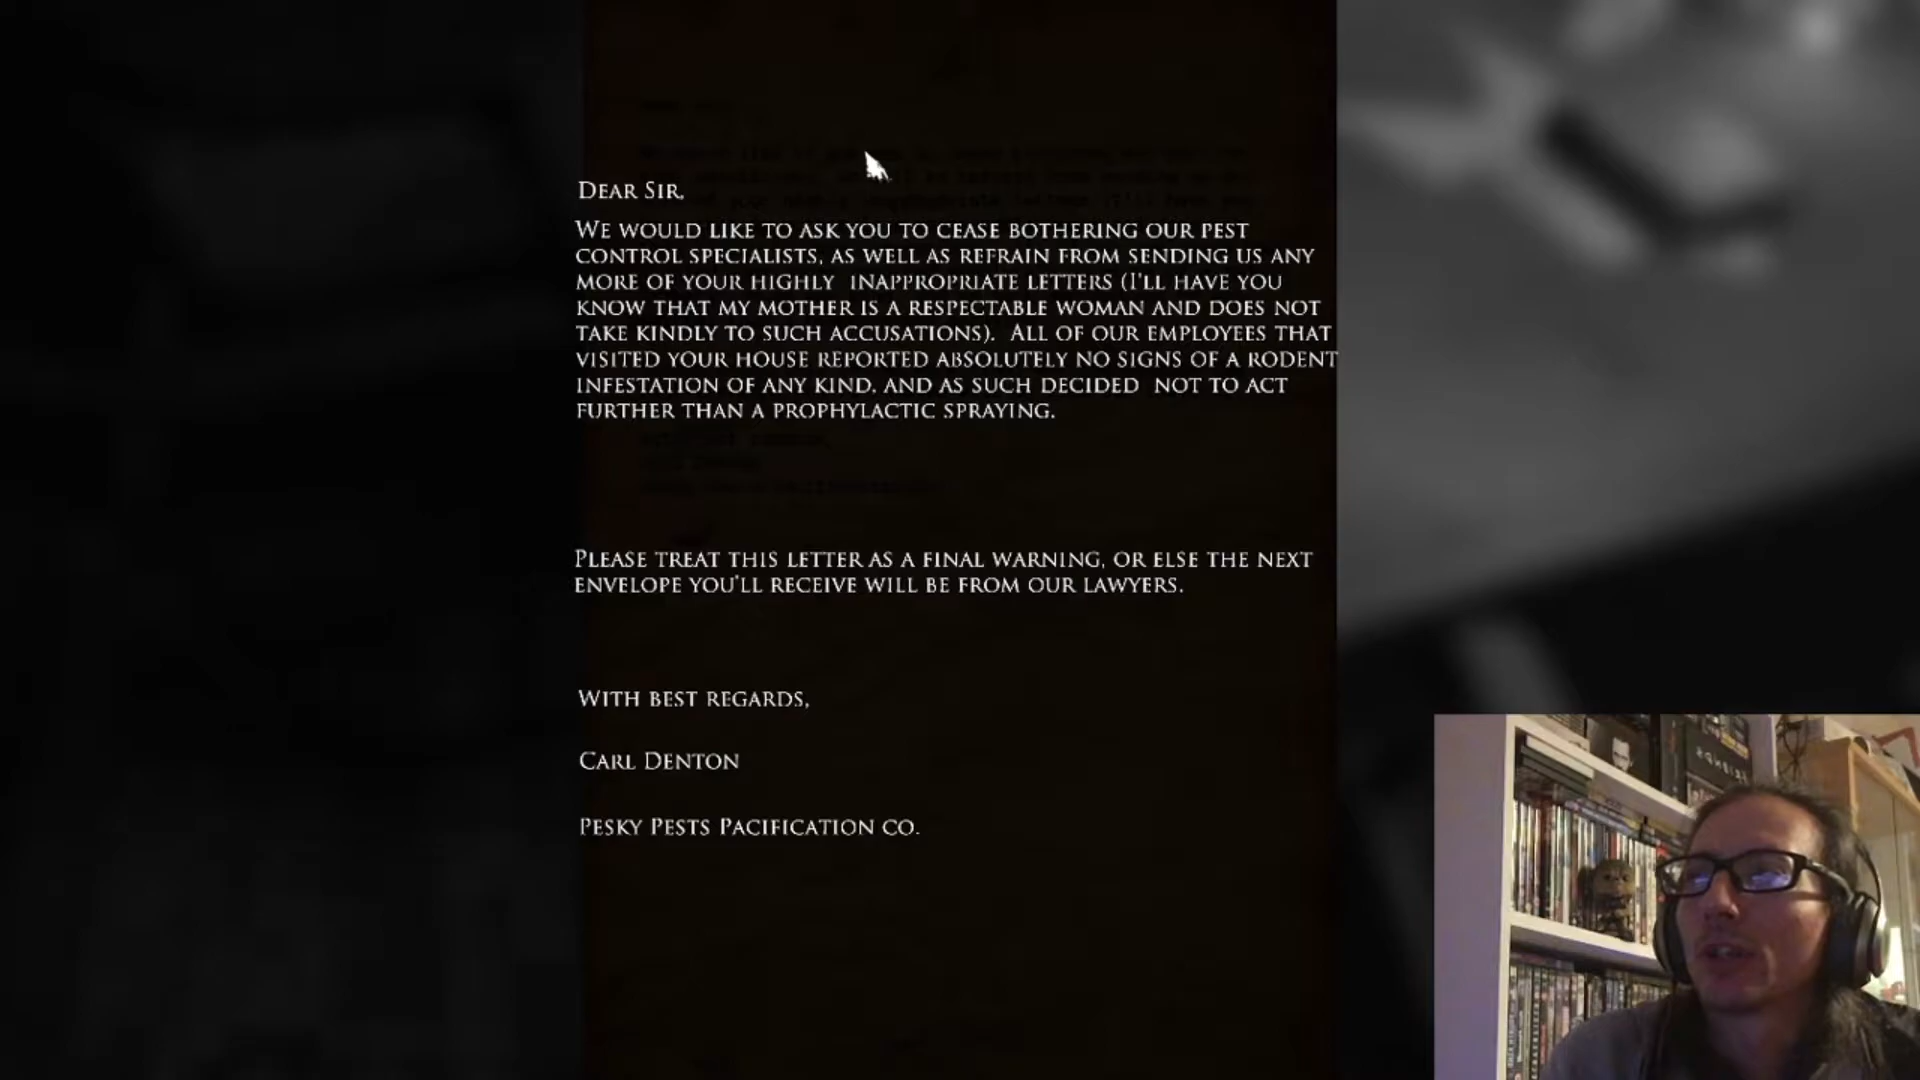 Dear Sir,
We would like to ask you to cease bothering our pest
control specialists, as well as refrain from sending us any
more of your highly inappropriate letters (I'll have you
know that my mother is a respectable woman and does not
take kindly to such accusations). All of our employees that
visited your house reported absolutely no signs of a rodent
infestation of any kind, and as such decided not to act
further than a prophylactic spraying.
Please treat this letter as a final warning, or else the next
envelope you'll receive will be from our lawyers.
With best regards,
Carl Denton
Pesky Pests Pacification co.